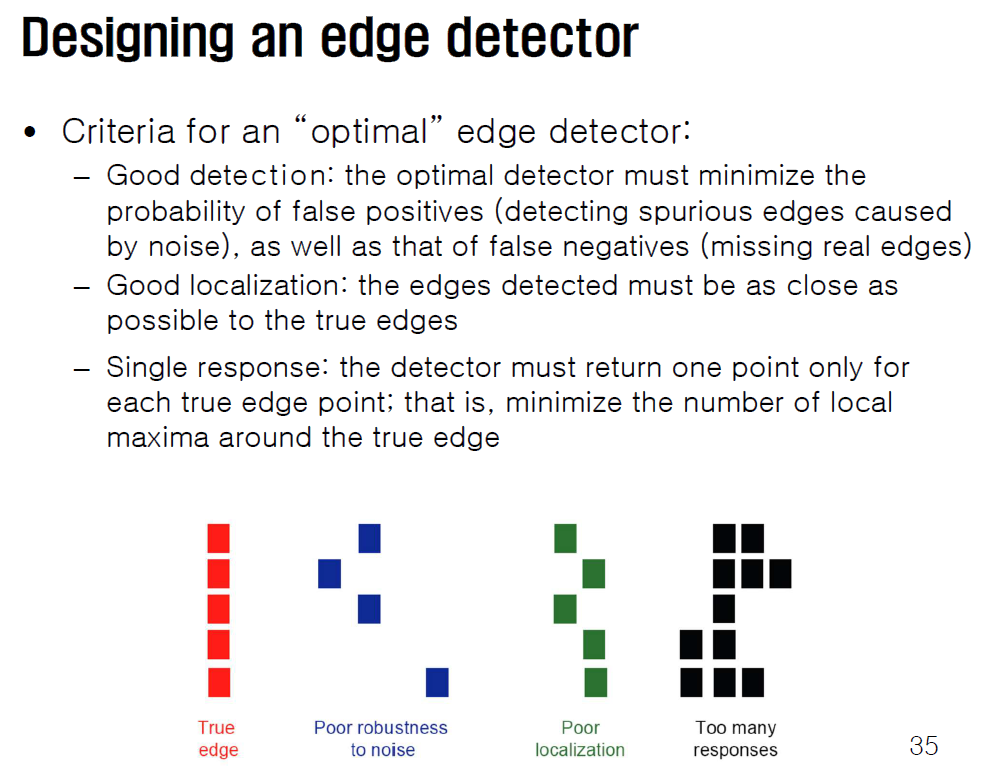 Designing an edge detector
• Criteria for an “optimal” edge detector:
– Good detection: the optimal detector must minimize the
probability of false positives (detecting spurious edges caused
by noise), as well as that of false negatives (missing real edges)
– Good localization: the edges detected must be as close as
possible to the true edges
– Single response: the detector must return one point only for
each true edge point; that is, minimize the number of local
maxima around the true edge
True
edge
Poor robustness
to noise
Poor
localization
Too many
responses
35